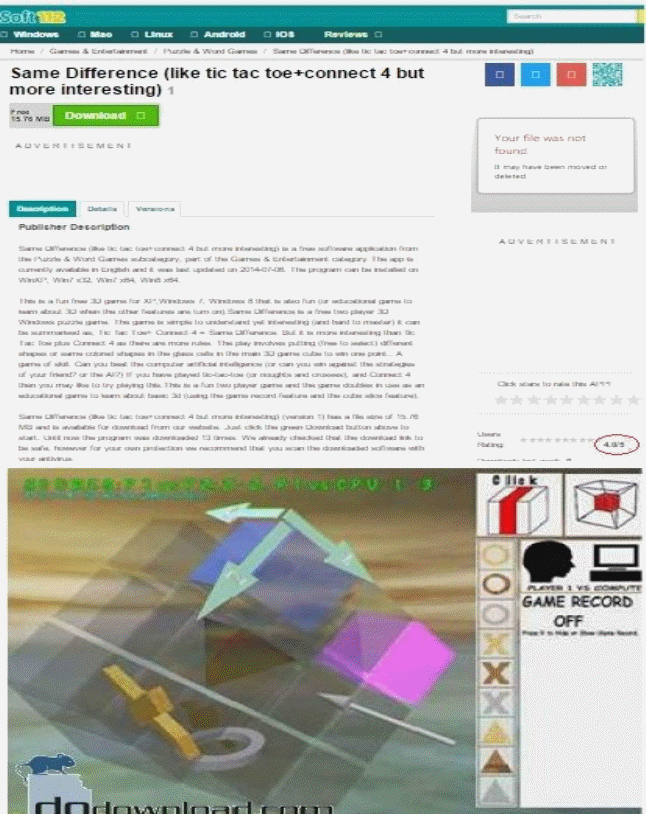 Soft112
Search
Windows Mac Linux Android IOS Reviews
Home / Games & Entertainment / Puzzle & Word Games / Same Difference (like tic tac toe+connect 4 but more interesting)
Same Difference (like tic tac toe+connect 4 but
more interesting) 1
Free
15.76 MB
Download
ADVERTISEMENT
Your file was not
found
It may have been moved or
deleted
ADVERTISEMENT
Description Details Versions
Publisher Description
Same Difference (like tic tac toe+connect 4 but more interesting) is a free software application from
the Puzzle & Word Games subcategory, part of the Games & Entertainment category. The app is
currently available in English and it was last updated on 2014-07-06. The program can be installed on
WinXP, Win7 x32, Win7 x64, Win8 x64.
This is a fun free 3D game for XP,Windows 7, Windows 8 that is also fun (or educational game to
learn about 3D when the other features are turn on).Same Difference is a free two player 3D
Windows puzzle game. The game is simple to understand yet interesting (and hard to master) it can
be summarised as, Tic Tac Toe+ Connect 4 = Same Difference. But it is more interesting than Tic
Tac Toe plus Connect 4 as there are more rules. The play involves putting (free to select) different
shapes or same colored shapes in the glass cells in the main 3D game cube to win one point... A
game of skill. Can you beat the computer artificial intelligence (or can you win against the strategies
of your friend? or the AI?) If you have played tic-tac-toe (or noughts and crosses), and Connect 4
then you may like to try playing this.This is a fun two player game and the game doubles in use as an
educational game to learn about basic 3d (using the game record feature and the cube slice feature).
Same Difference (like tic tac toe+connect 4 but more interesting) (version 1) has a file size of 15.76
MB and is available for download from our website. Just click the green Download button above to
start. Until now the program was downloaded 13 times. We already checked that the download link to
be safe, however for your own protection we recommend that you scan the downloaded software with
your antivirus.
Click stars to rate this APP!
Users
Rating:
4.0/5
Click
PLAYER 1 VS COMPUTE
GAME RECORD
OFF
dodownload.com